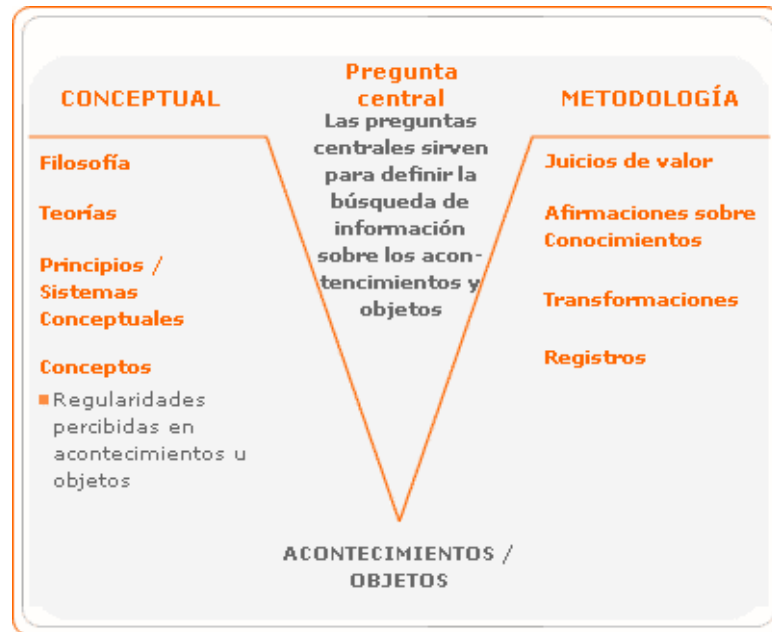 CONCEPTUAL
Filosofía
Teorías
Principios /
Sistemas
Conceptuales
Conceptos
Regularidades
percibidas en
acontecimientos u
objetos
Pregunta
central
Las preguntas
centrales sirven
para definir la
búsqueda de
información
sobre los acon-
tencimientos y
objetos
METODOLOGÍA
Juicios de valor
Afirmaciones sobre
Conocimientos
Transformaciones
Registros
ACONTECIMIENTOS /
OBJETOS